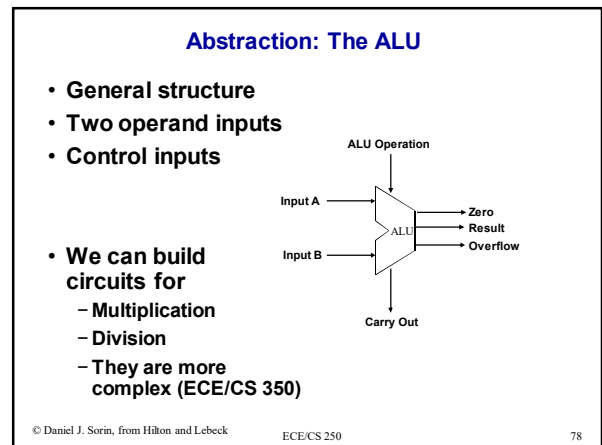 Abstraction: The ALU
• General structure
• Two operand inputs
• Control inputs
ALU Operation
Input A
ALU
Zero
Result
Overflow
Input B
Carry Out
• We can build
circuits for
– Multiplication
– Division
– They are more
complex (ECE/CS 350)
© Daniel J. Sorin, from Hilton and Lebeck
ECE/CS 250
78